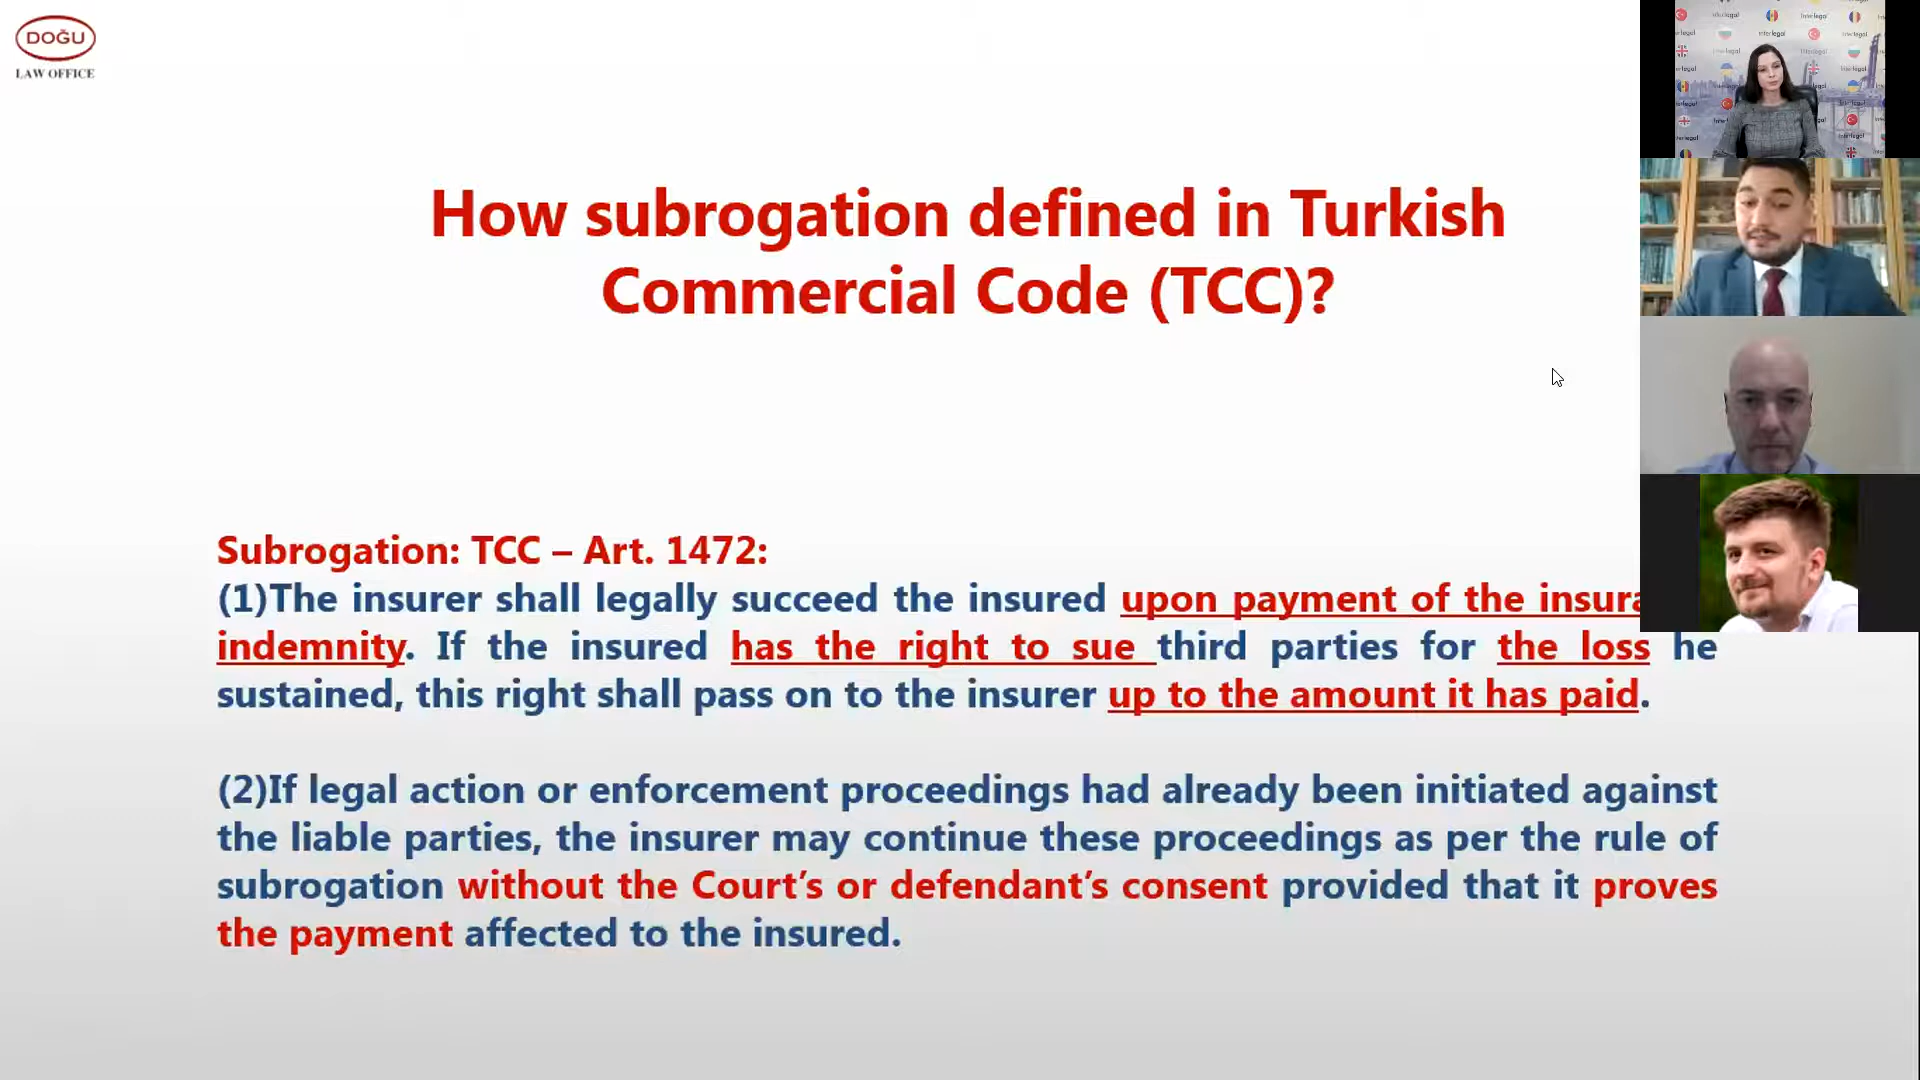 DOĞU
LAW OFFICE
How subrogation defined in Turkish
Commercial Code (TCC)?
Subrogation: TCC – Art. 1472:
(1)The insurer shall legally succeed the insured upon payment of the
indemnity. If the insured has the right to sue third parties for the loss he
sustained, this right shall pass on to the insurer up to the amount it has paid.
(2)If legal action or enforcement proceedings had already been initiated against
the liable parties, the insurer may continue these proceedings as per the rule of
subrogation without the Court's or defendant's consent provided that it proves
the payment affected to the insured.